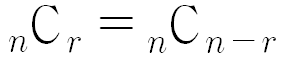 ₙCᵣ = ₙCₙ₋ᵣ